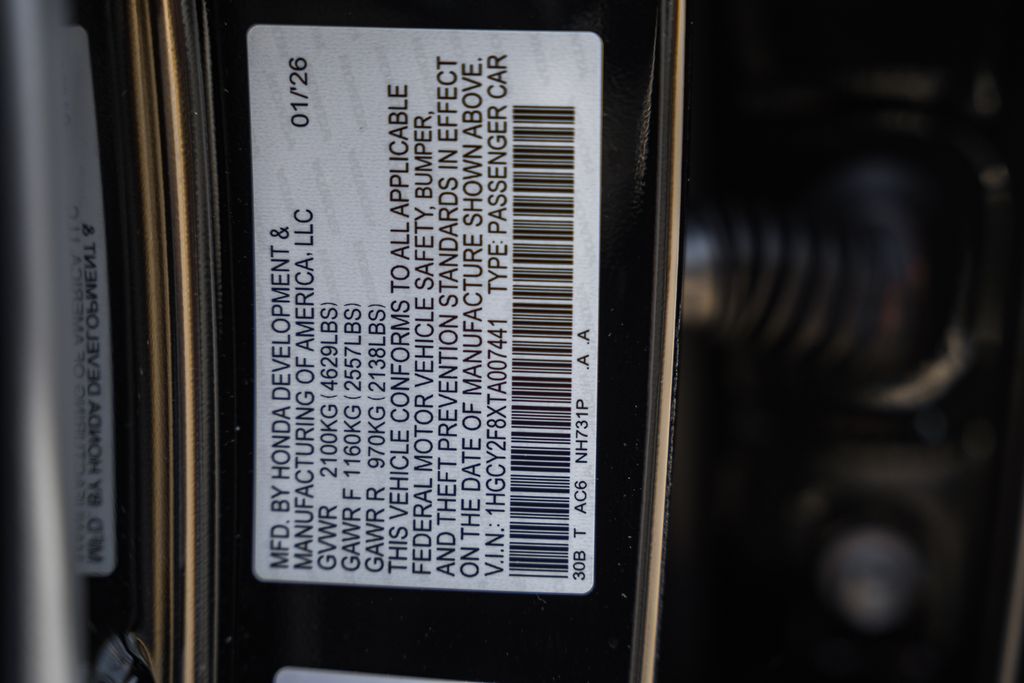 MFD. BY HONDA DEVELOPMENT &
MANUFACTURING OF AMERICA, LLC 01/'26
GVWR 2120KG (4629LBS)
GAWR F 1160KG (2557LBS)
GAWR R 970KG (2138LBS)
THIS VEHICLE CONFORMS TO ALL APPLICABLE
FEDERAL MOTOR VEHICLE SAFETY, BUMPER,
AND THEFT PREVENTION STANDARDS IN EFFECT
ON THE DATE OF MANUFACTURE SHOWN ABOVE.
V.I.N.: 1HGCY2F8XTA007441 TYPE: PASSENGER CAR
30B T AC6 NH731P A A